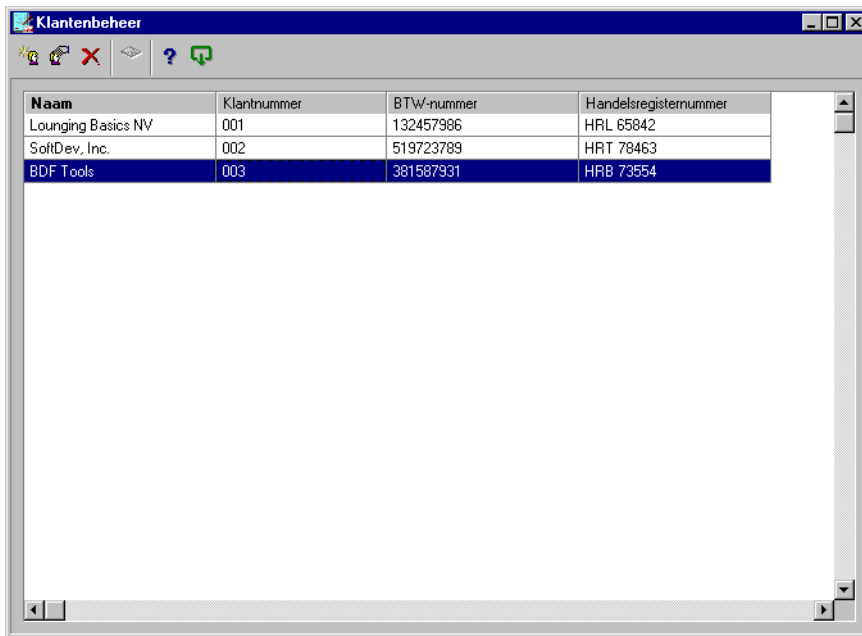 Klantenbeheer
Naam Klantnummer BTW-nummer Handelsregisternummer
Lounging Basics NV 001 132457986 HRL 65842
SoftDev, Inc. 002 519723789 HRT 78463
BDF Tools 003 381587931 HRB 73554